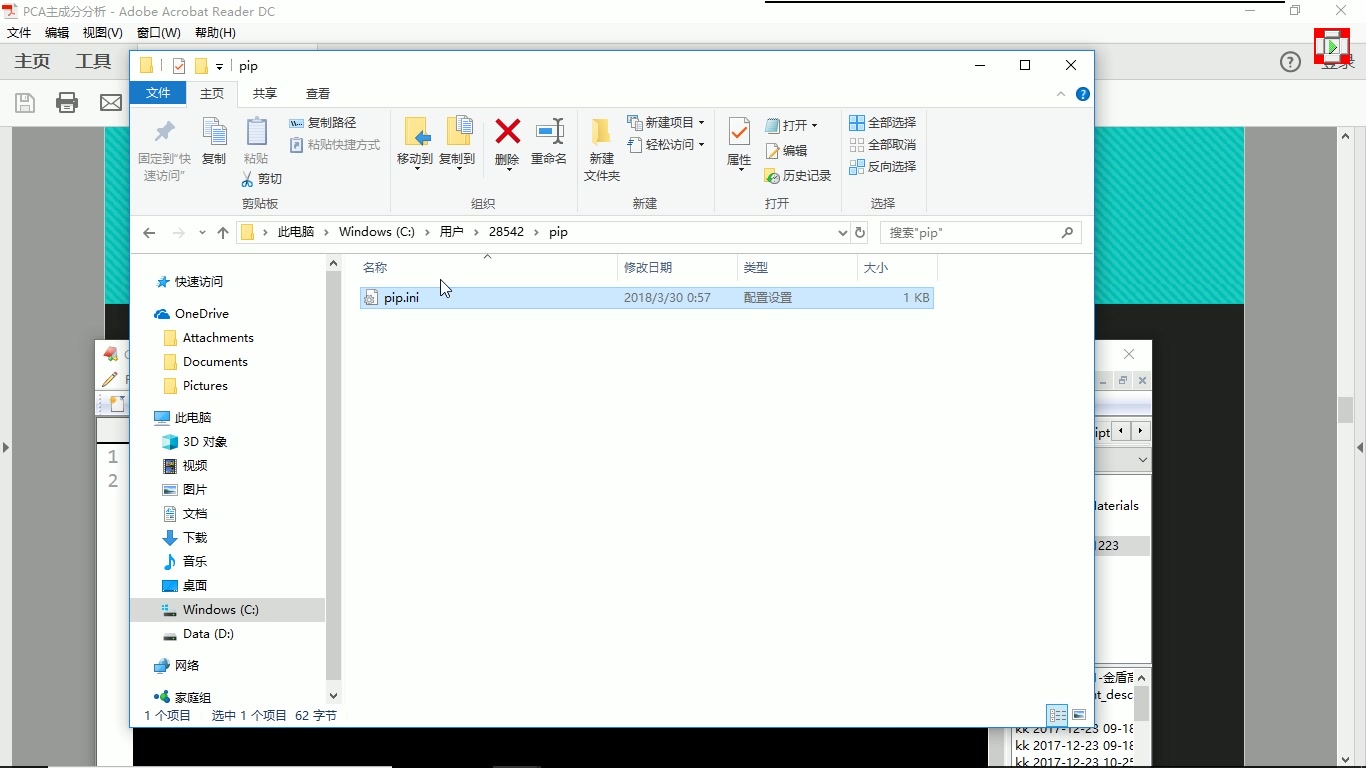 PCA主成分分析 - Adobe Acrobat Reader DC
文件 编辑 视图(V) 窗口(W) 帮助(H)
主页 工具
登录
pip
文件 主页 共享 查看
固定到"快速访问"
复制
粘贴
复制路径
粘贴快捷方式
剪切
剪贴板
移动到 复制到 删除 重命名
组织
新建
文件夹
新建项目
轻松访问
新建
属性
打开
编辑
历史记录
打开
全部选择
全部取消
反向选择
选择
此电脑 > Windows (C:) > 用户 > 28542 > pip
搜索"pip"
名称 修改日期 类型 大小
pip.ini 2018/3/30 0:57 配置设置 1 KB
快速访问
OneDrive
Attachments
Documents
Pictures
此电脑
3D 对象
视频
图片
文档
下载
音乐
桌面
Windows (C:)
Data (D:)
网络
家庭组
1 个项目 选中 1 个项目 62 字节
1
2
ipt
laterials
1223
1-金盾
nt_desc
kk 2017-12-23 09-18
kk 2017-12-23 09-18
kk 2017-12-23 10-25